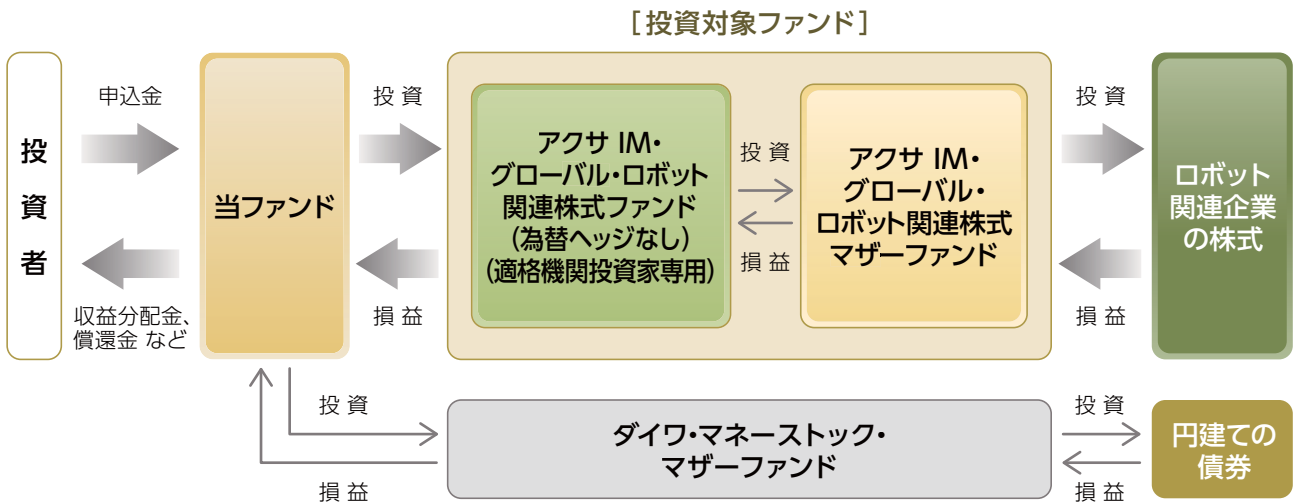 [投資対象ファンド]
投資者
申込金
収益分配金、
償還金 など
当ファンド
投 資
損 益
アクサ IM・
グローバル・ロボット
関連株式ファンド
(為替ヘッジなし)
(適格機関投資家専用)
投 資
損 益
アクサ IM・
グローバル・
ロボット関連株式
マザーファンド
投 資
損 益
ロボット
関連企業
の株式
投 資
損 益
ダイワ・マネーストック・
マザーファンド
投 資
損 益
円建ての
債券